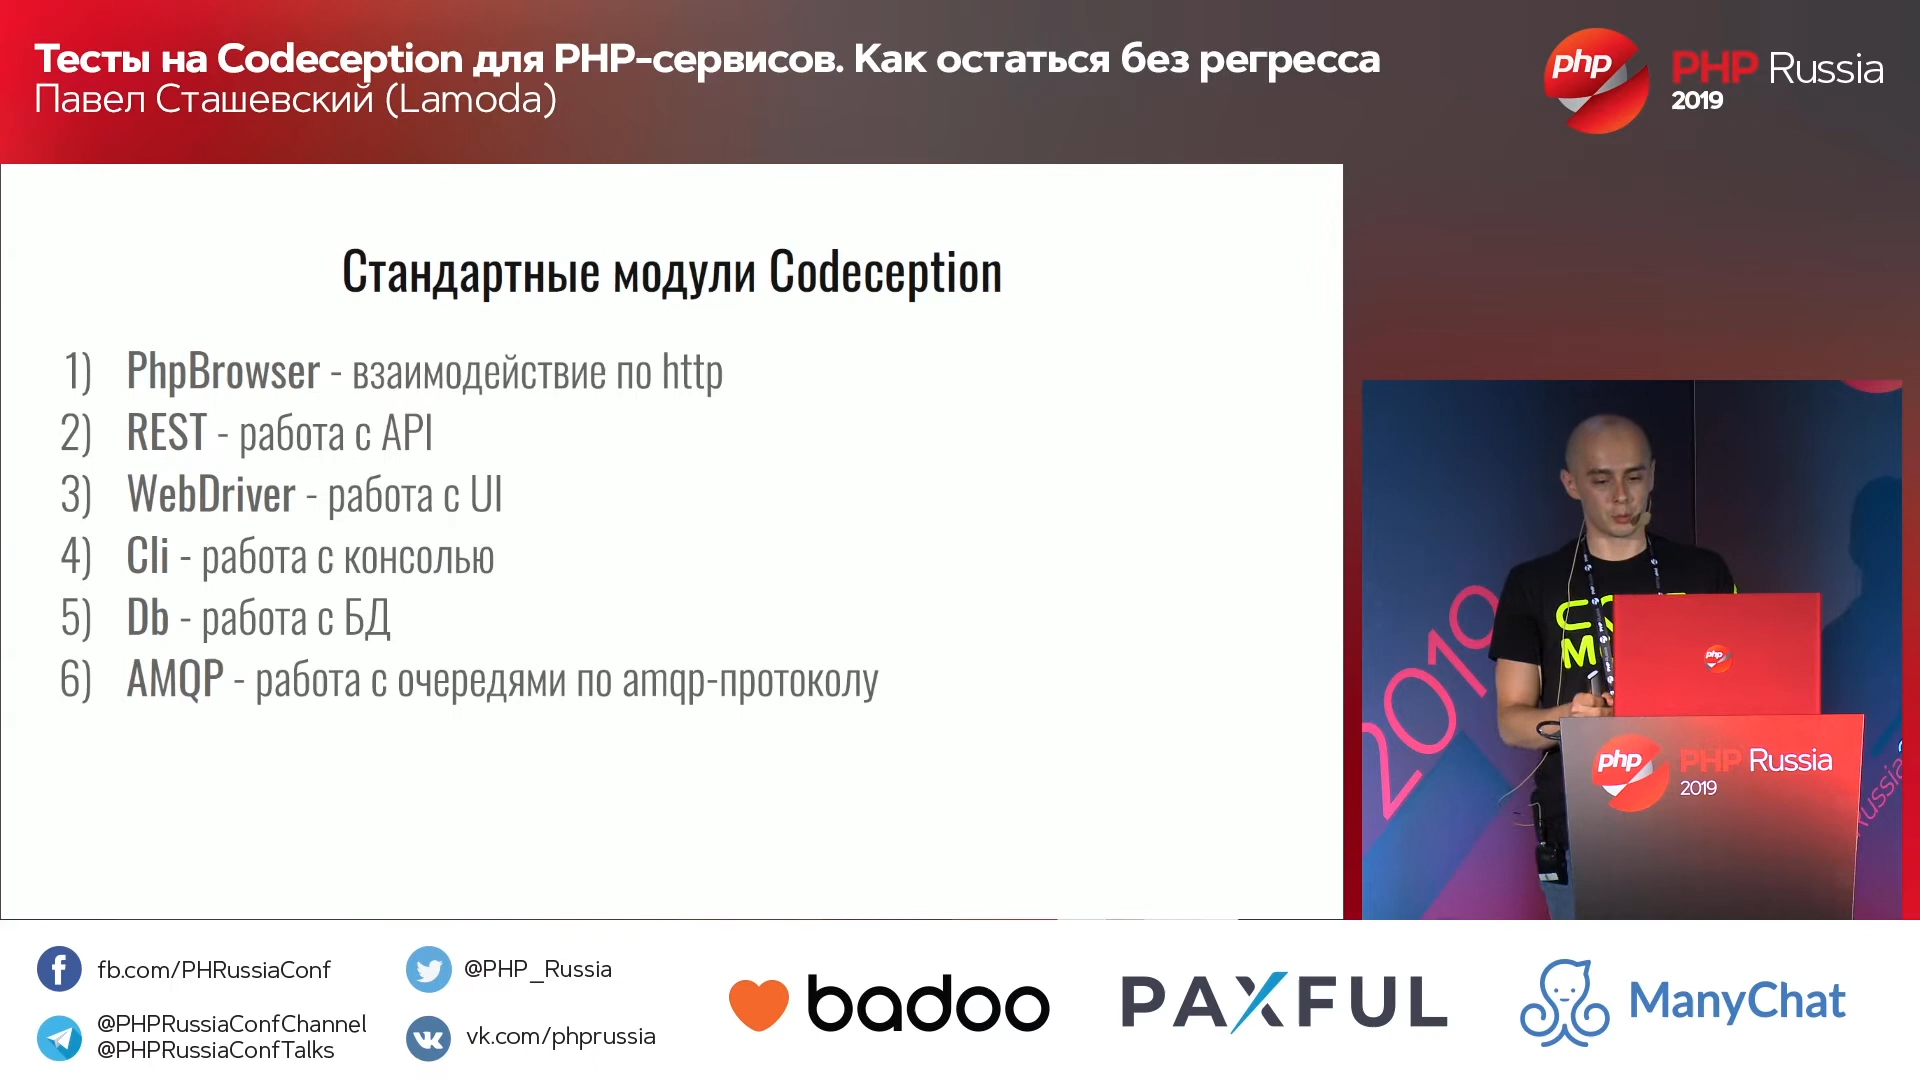 Тесты на Codeception для PHP-сервисов. Как остаться без регресса
Павел Сташевский (Lamoda)
php
PHP Russia
2019
Стандартные модули Codeception
1) PhpBrowser - взаимодействие по http
2) REST - работа с API
3) WebDriver - работа с UI
4) Cli - работа с консолью
5) Db - работа с БД
6) AMQP - работа с очередями по amqp-протоколу
2019
php
php
PHP Russia
2019
Russia
fb.com/PHRussiaConf
@PHP_Russia
@PHPRussiaConfChannel
@PHPRussiaConfTalks
vk.com/phprussia
badoo
PAXFUL
ManyChat